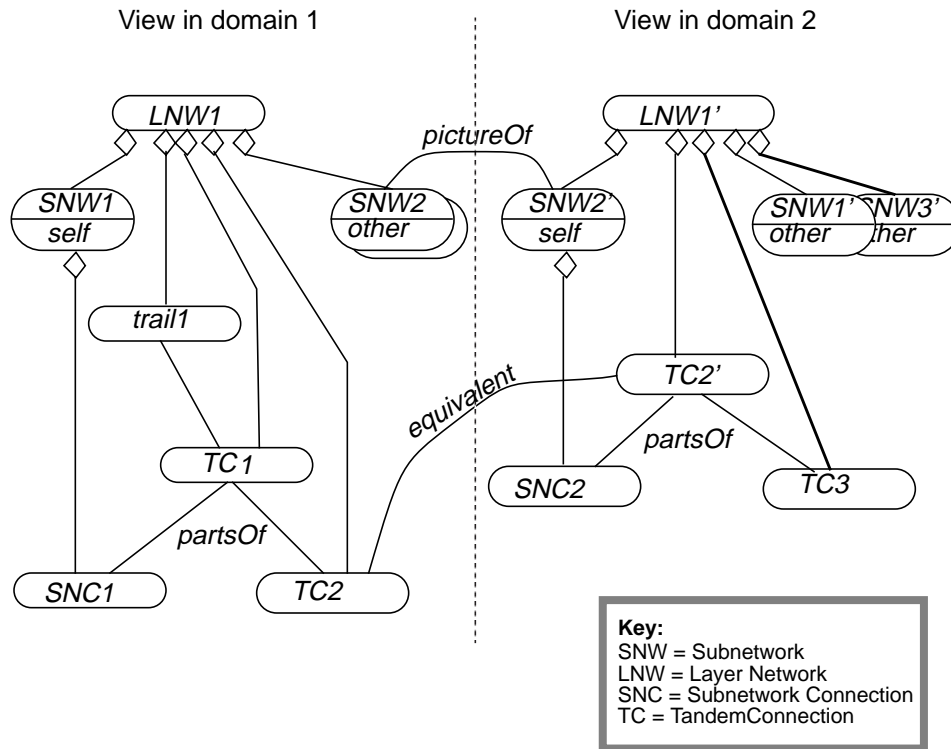 View in domain 1
View in domain 2
LNW1
LNW1’
pictureOf
SNW1
self
SNW2
other
SNW2’
self
SNW1’
other
SNW3’
ther
trail1
TC2’
equivalent
partsOf
TC1
SNC2
TC3
partsOf
SNC1
TC2
Key:
SNW = Subnetwork
LNW = Layer Network
SNC = Subnetwork Connection
TC = TandemConnection